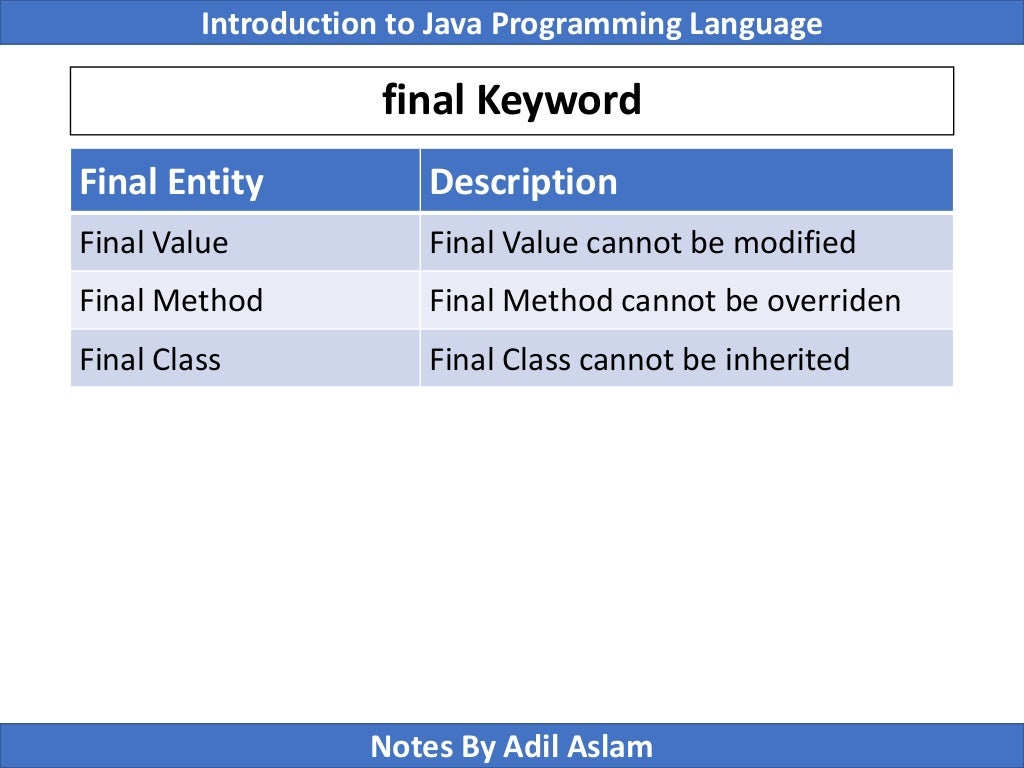 Introduction to Java Programming Language
final Keyword
Final Entity Description
Final Value Final Value cannot be modified
Final Method Final Method cannot be overriden
Final Class Final Class cannot be inherited
Notes By Adil Aslam